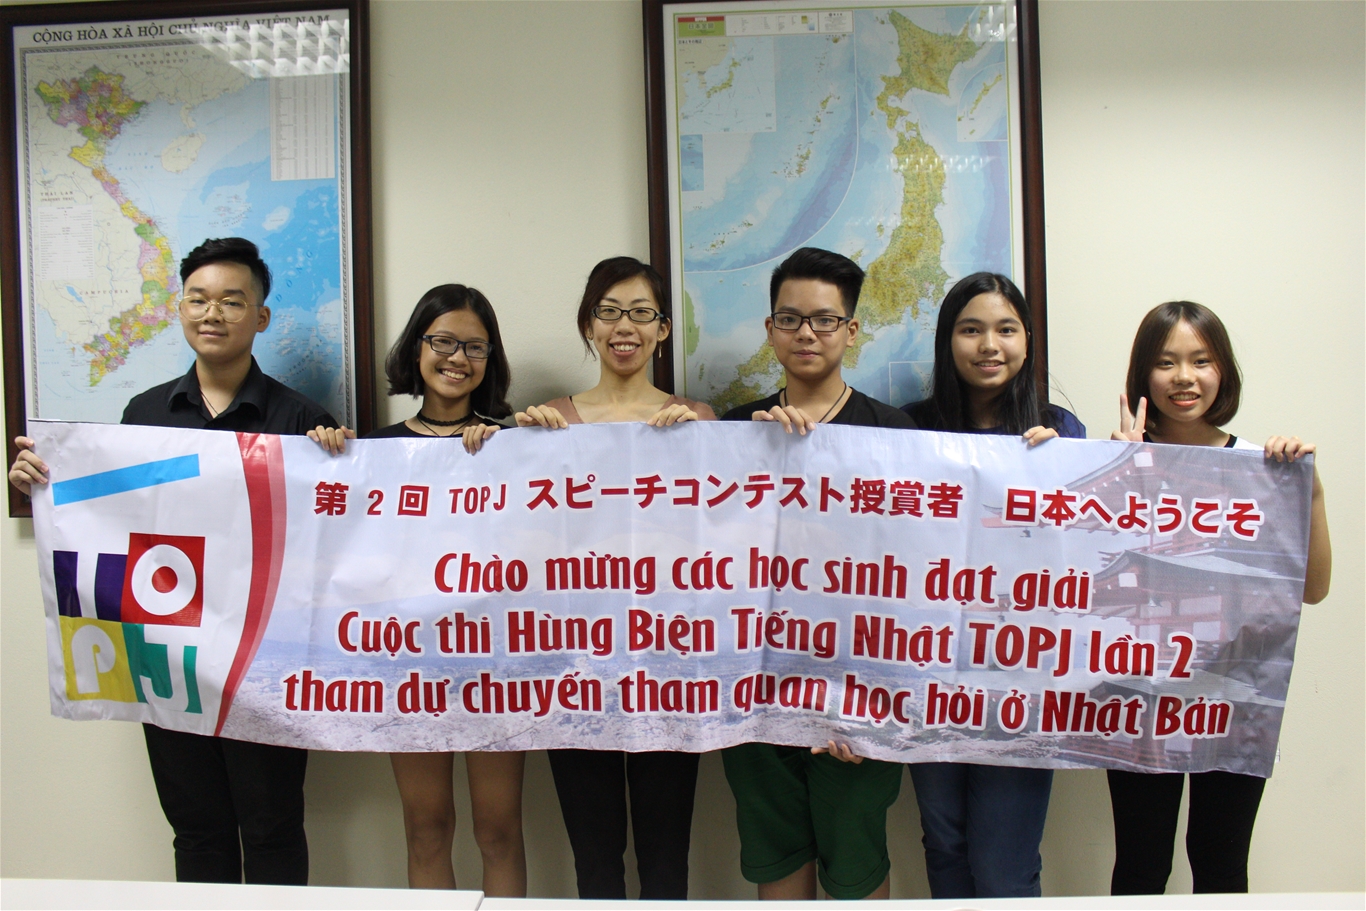 CỘNG HÒA XÃ HỘI CHỦ NGHĨA VIỆT NAM
第 2 回 TOPJ スピーチコンテスト授賞者 日本へようこそ
TOPJ
Chào mừng các học sinh đạt giải
Cuộc thi Hùng Biện Tiếng Nhật TOPJ lần 2
tham dự chuyến tham quan học hỏi ở Nhật Bản